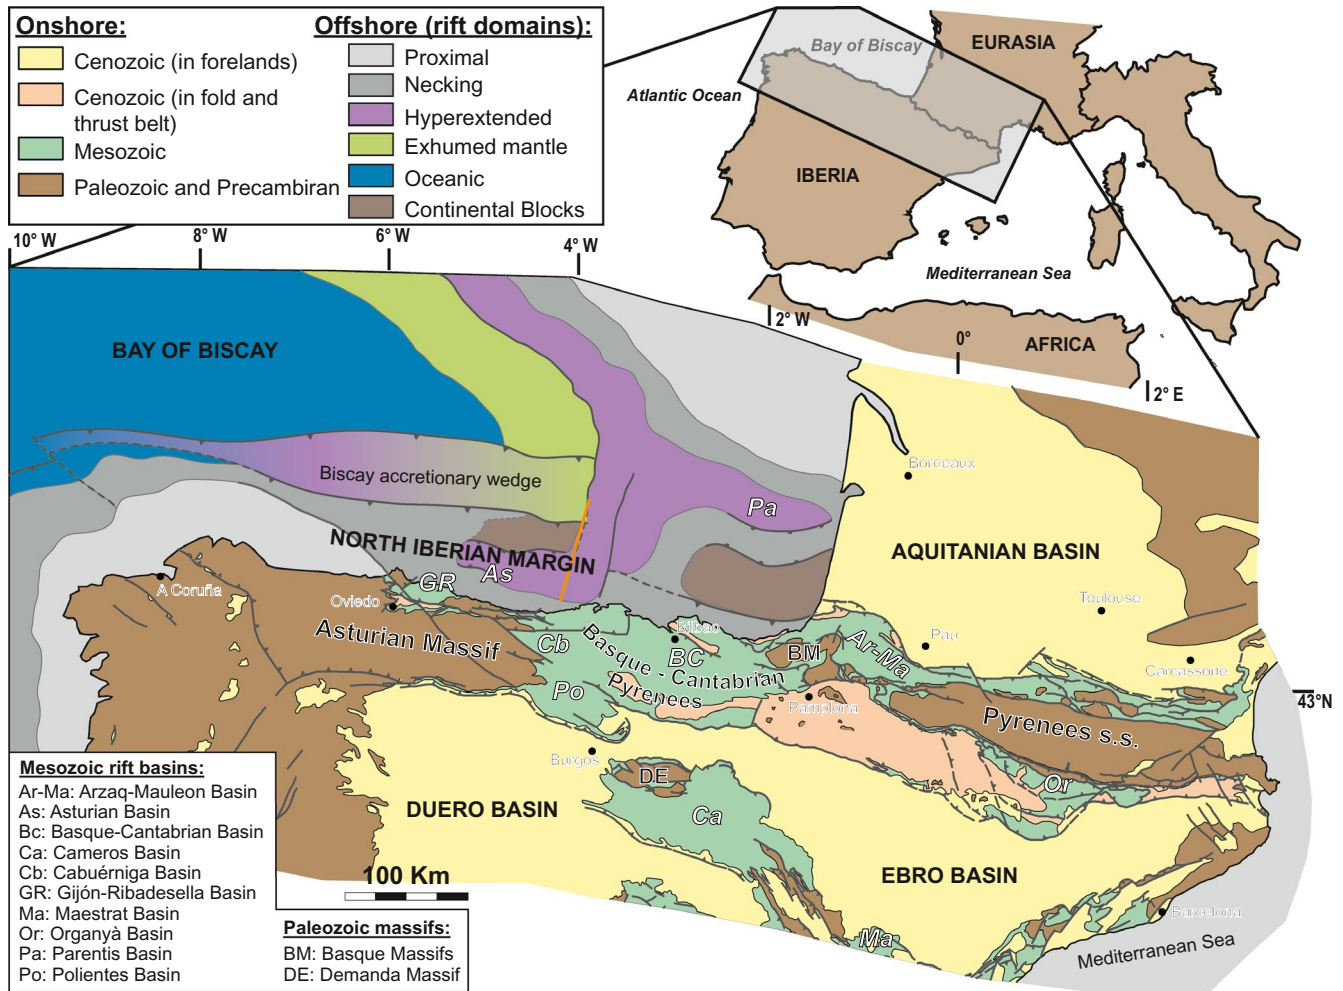 Onshore:
Cenozoic (in forelands)
Cenozoic (in fold and
thrust belt)
Mesozoic
Paleozoic and Precambiran
Offshore (rift domains):
Proximal
Necking
Hyperextended
Exhumed mantle
Oceanic
Continental Blocks
Bay of Biscay
EURASIA
Atlantic Ocean
IBERIA
Mediterranean Sea
AFRICA
10° W
8° W
6° W
4° W
2° W
0°
2° E
43°N
BAY OF BISCAY
Biscay accretionary wedge
NORTH IBERIAN MARGIN
Pa
Bordeaux
AQUITANIAN BASIN
A Coruña
Oviedo
GR
As
Asturian Massif
Cb
Po
Basque - Cantabrian
Pyrenees
Bilbao
BC
BM
Ar-Ma
Pau
Toulouse
Carcassone
Pamplona
Pyrenees s.s.
Or
Burgos
DE
Ca
DUERO BASIN
EBRO BASIN
Ma
Barcelona
Mediterranean Sea
100 Km
Mesozoic rift basins:
Ar-Ma: Arzaq-Mauleon Basin
As: Asturian Basin
Bc: Basque-Cantabrian Basin
Ca: Cameros Basin
Cb: Cabuérniga Basin
GR: Gijón-Ribadesella Basin
Ma: Maestrat Basin
Or: Organyà Basin
Pa: Parentis Basin
Po: Polientes Basin
Paleozoic massifs:
BM: Basque Massifs
DE: Demanda Massif